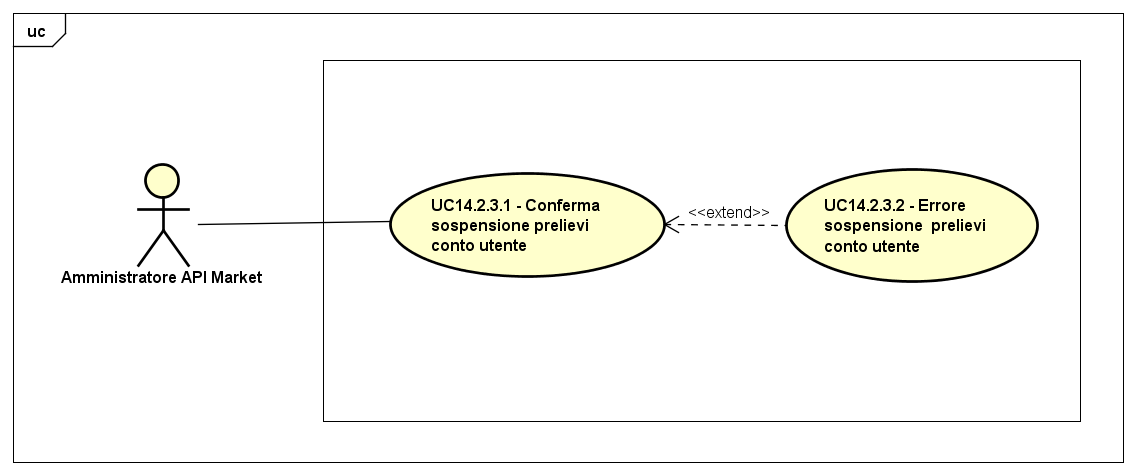 uc
UC14.2.3.1 - Conferma
sospensione prelievi
conto utente
<<extend>>
UC14.2.3.2 - Errore
sospensione  prelievi
conto utente
Amministratore API Market